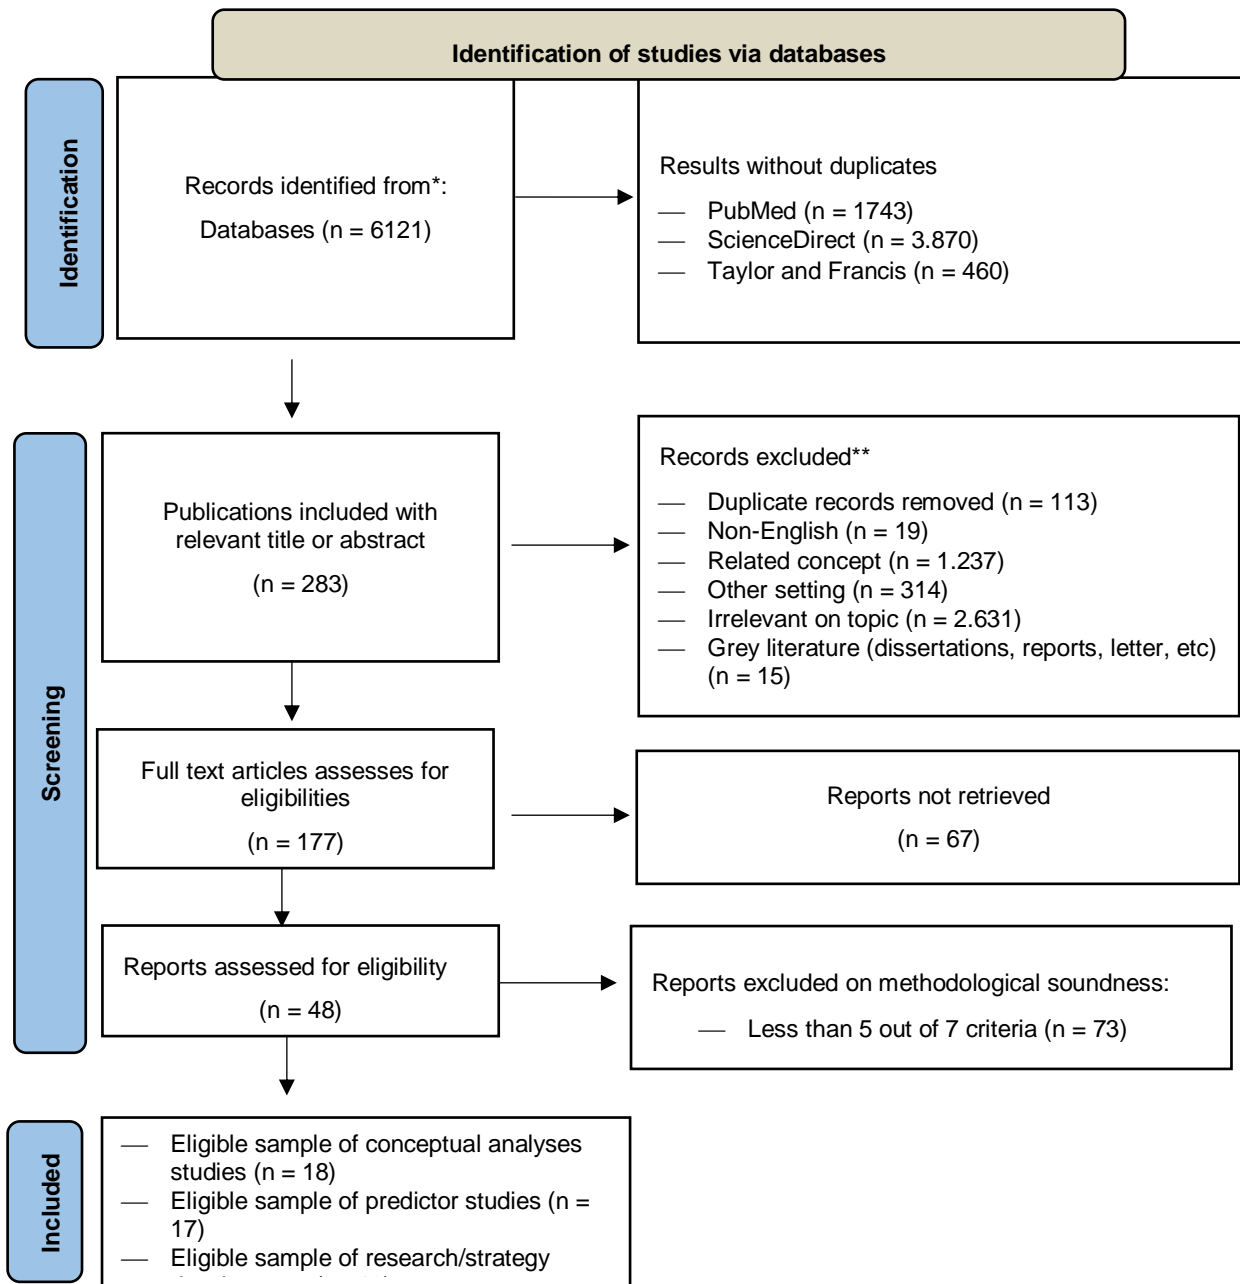 Identification of studies via databases
Identification
Records identified from*:
Databases (n = 6121)
Results without duplicates
— PubMed (n = 1743)
— ScienceDirect (n = 3.870)
— Taylor and Francis (n = 460)
Screening
Publications included with
relevant title or abstract
(n = 283)
Records excluded**
— Duplicate records removed (n = 113)
— Non-English (n = 19)
— Related concept (n = 1.237)
— Other setting (n = 314)
— Irrelevant on topic (n = 2.631)
— Grey literature (dissertations, reports, letter, etc)
(n = 15)
Full text articles assesses for
eligibilities
(n = 177)
Reports not retrieved
(n = 67)
Reports assessed for eligibility
(n = 48)
Reports excluded on methodological soundness:
— Less than 5 out of 7 criteria (n = 73)
Included
— Eligible sample of conceptual analyses
studies (n = 18)
— Eligible sample of predictor studies (n =
17)
— Eligible sample of research/strategy